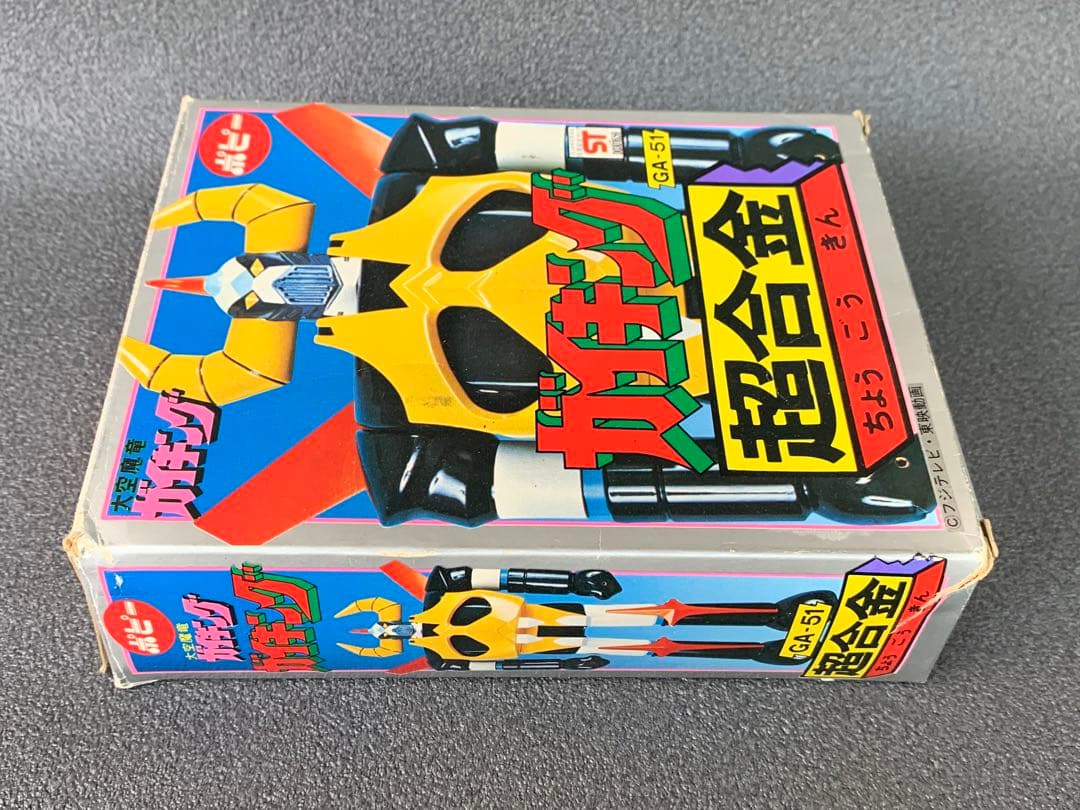 ポピー
大空魔竜
ガイキング
ST
GA-51
ガイキング
超合金
ちょうごうきん
©フジテレビ・東映動画
ポピー
大空魔竜
ガイキング
ガイキング
GA-51
超合金
ちょうごうきん